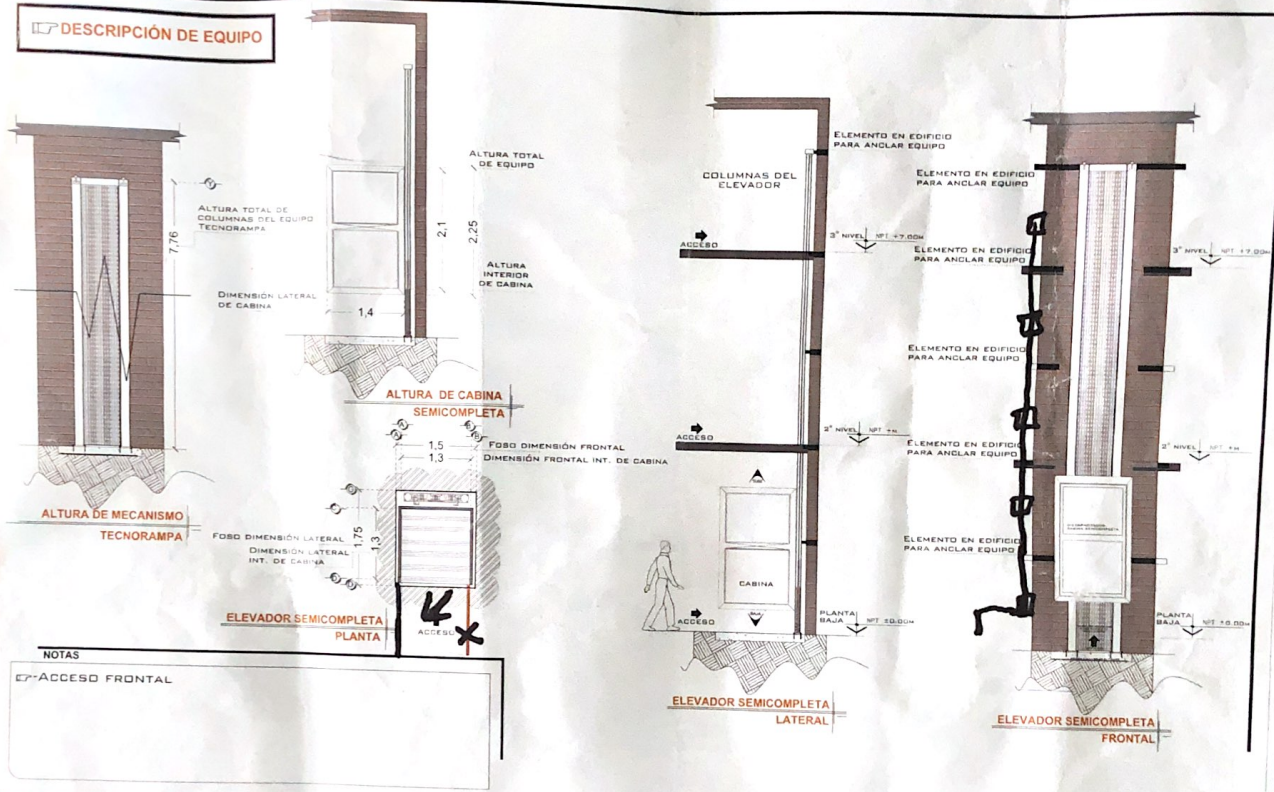 DESCRIPCIÓN DE EQUIPO
7,76
ALTURA TOTAL DE
COLUMNAS DEL EQUIPO
TECNORAMPA
ALTURA DE MECANISMO
TECNORAMPA
ALTURA TOTAL
DE EQUIPO
2,1
2,25
ALTURA
INTERIOR
DE CABINA
DIMENSIÓN LATERAL
DE CABINA
1,4
ALTURA DE CABINA
SEMICOMPLETA
A
1,5
FOSO DIMENSIÓN FRONTAL
1,3
DIMENSIÓN FRONTAL INT. DE CABINA
FOSO DIMENSIÓN LATERAL
1,75
DIMENSIÓN LATERAL
INT. DE CABINA
1,3
ELEVADOR SEMICOMPLETA
PLANTA
ACCESO
NOTAS
ACCESO FRONTAL
ELEMENTO EN EDIFICIO
PARA ANCLAR EQUIPO
COLUMNAS DEL
ELEVADOR
ACCESO
3° NIVEL NPT +7.00M
ACCESO
2° NIVEL NPT +M
SUBE
CABINA
BAJA
ACCESO
PLANTA
BAJA NPT ±0.00M
ELEVADOR SEMICOMPLETA
LATERAL
ELEMENTO EN EDIFICIO
PARA ANCLAR EQUIPO
ELEMENTO EN EDIFICIO
PARA ANCLAR EQUIPO
3° NIVEL NPT +7.00M
ELEMENTO EN EDIFICIO
PARA ANCLAR EQUIPO
ELEMENTO EN EDIFICIO
PARA ANCLAR EQUIPO
2° NIVEL NPT +M
ELEMENTO EN EDIFICIO
PARA ANCLAR EQUIPO
PLANTA
BAJA NPT ±0.00M
ELEVADOR SEMICOMPLETA
FRONTAL